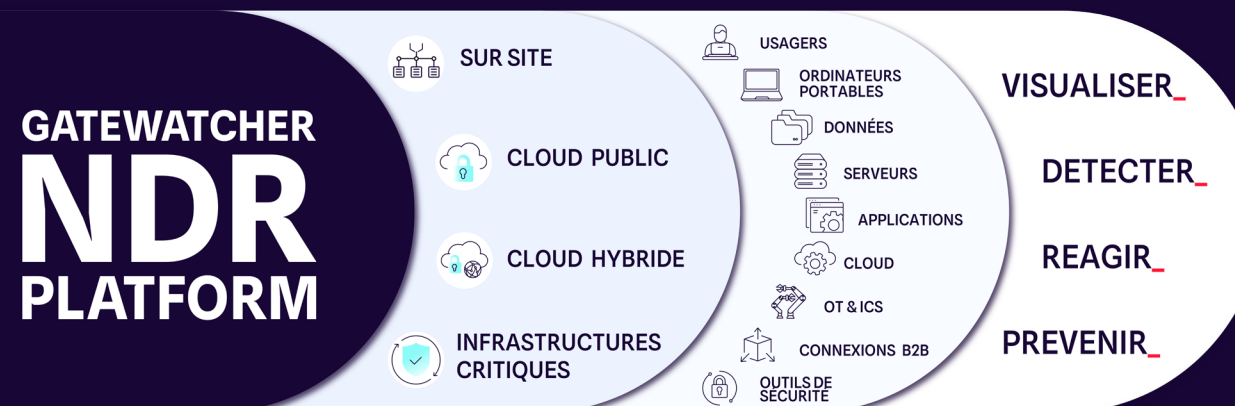 GATEWATCHER
NDR
PLATFORM
SUR SITE
CLOUD PUBLIC
CLOUD HYBRIDE
INFRASTRUCTURES
CRITIQUES
USAGERS
ORDINATEURS
PORTABLES
DONNÉES
SERVEURS
APPLICATIONS
CLOUD
OT & ICS
CONNEXIONS B2B
OUTILS DE
SÉCURITÉ
VISUALISER_
DETECTER_
REAGIR_
PREVENIR_